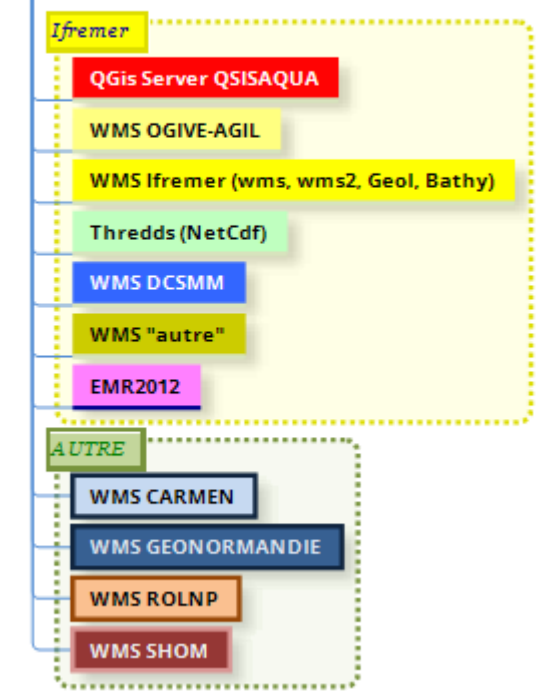 Ifremer
QGis Server QSISAQUA
WMS OGIVE-AGIL
WMS Ifremer (wms, wms2, Geol, Bathy)
Thredds (NetCdf)
WMS DCSMM
WMS "autre"
EMR2012
AUTRE
WMS CARMEN
WMS GEONORMANDIE
WMS ROLNP
WMS SHOM